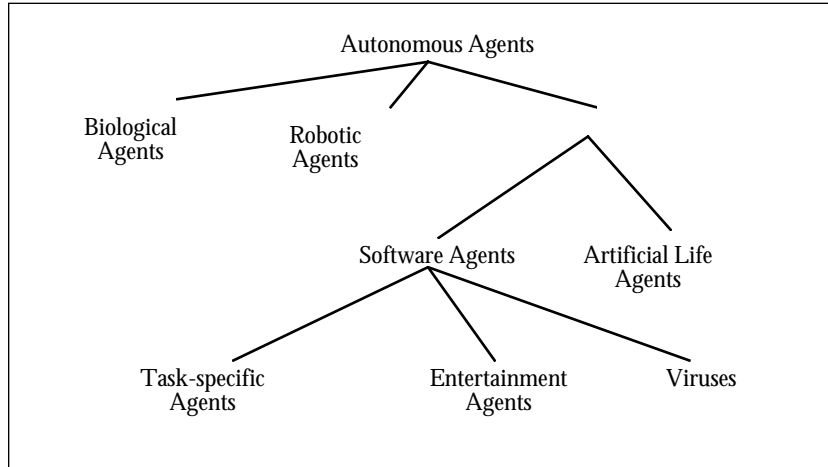 Autonomous Agents
Biological
Agents
Robotic
Agents
Software Agents
Artificial Life
Agents
Task-specific
Agents
Entertainment
Agents
Viruses